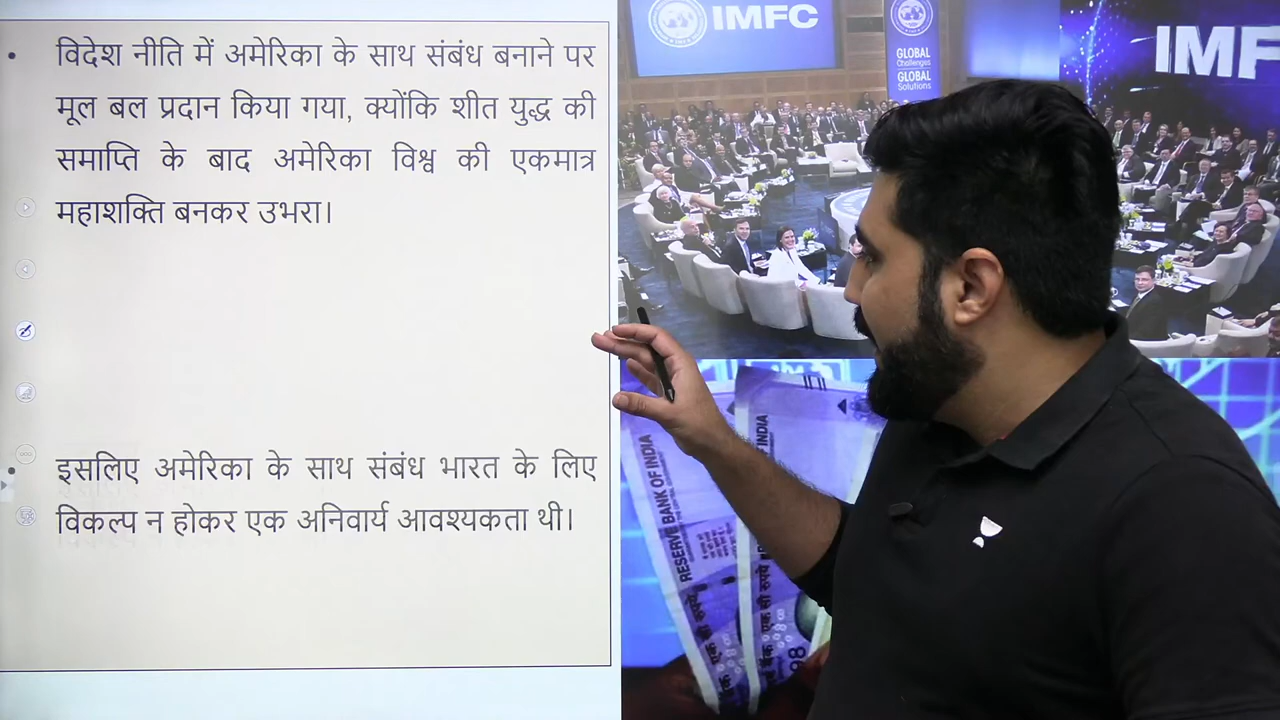 विदेश नीति में अमेरिका के साथ संबंध बनाने पर
मूल बल प्रदान किया गया, क्योंकि शीत युद्ध की
समाप्ति के बाद अमेरिका विश्व की एकमात्र
महाशक्ति बनकर उभरा।
इसलिए अमेरिका के साथ संबंध भारत के लिए
विकल्प न होकर एक अनिवार्य आवश्यकता थी।
IMFC
GLOBAL
Challenges
GLOBAL
Solutions
IMF
RESERVE BANK OF INDIA